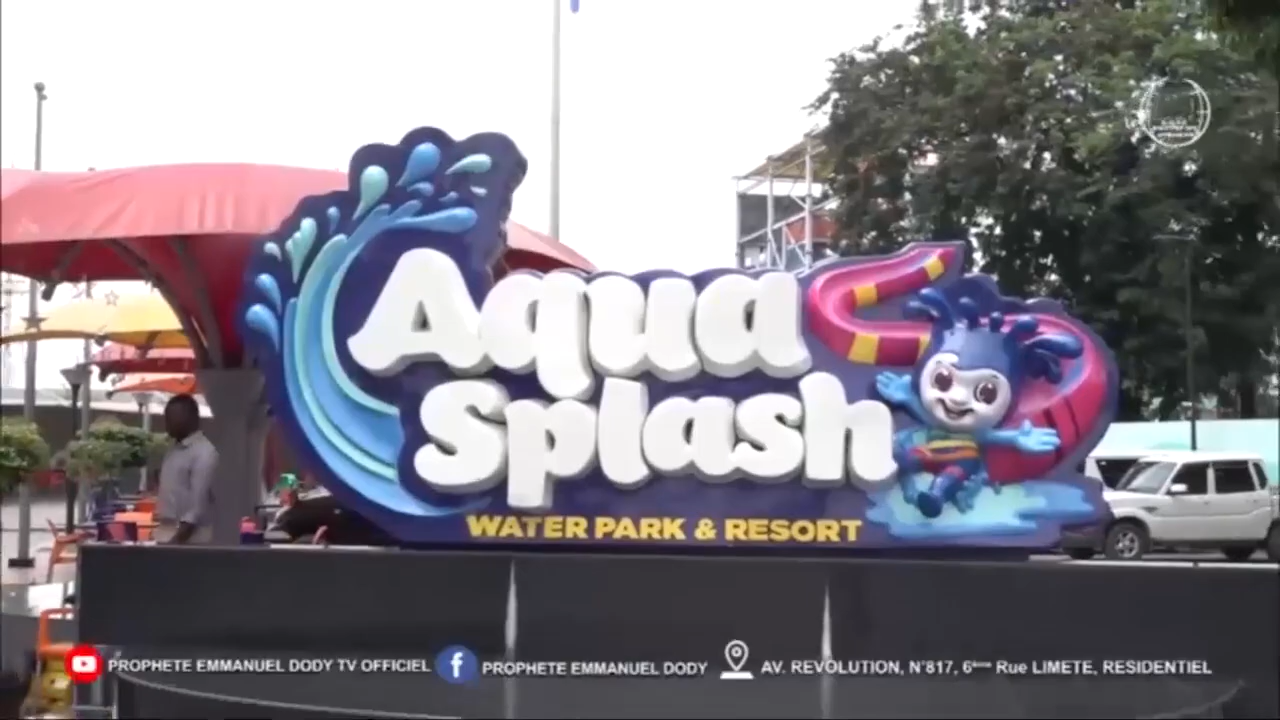 Aqua
Splash
WATER PARK & RESORT
PROPHETE EMMANUEL DODY TV OFFICIEL
PROPHETE EMMANUEL DODY
AV. REVOLUTION, N°817, 6ème Rue LIMETE, RESIDENTIEL